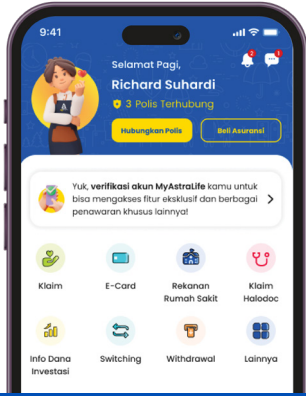 9:41
Selamat
Pagi,
Richard
Suhardi
3 Polis
Terhubung
Hubungkan Polis
Beli Asuransi
Yuk, verifikasi akun MyAstraLife kamu untuk
bisa mengakses fitur eksklusif dan berbagai
penawaran khusus lainnya!
Klaim
E-Card
Rekanan
Rumah Sakit
Klaim
Halodoc
Info Dana
Investasi
Switching
Withdrawal
Lainnya